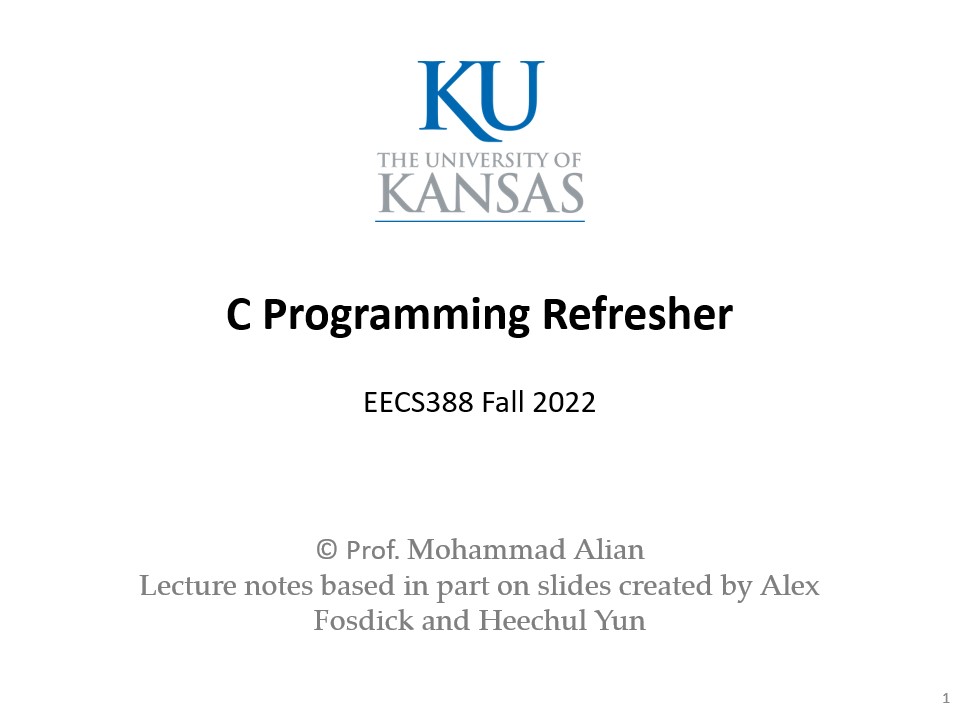 KU
THE UNIVERSITY OF
KANSAS
C Programming Refresher
EECS388 Fall 2022
© Prof. Mohammad Alian
Lecture notes based in part on slides created by Alex
Fosdick and Heechul Yun
1